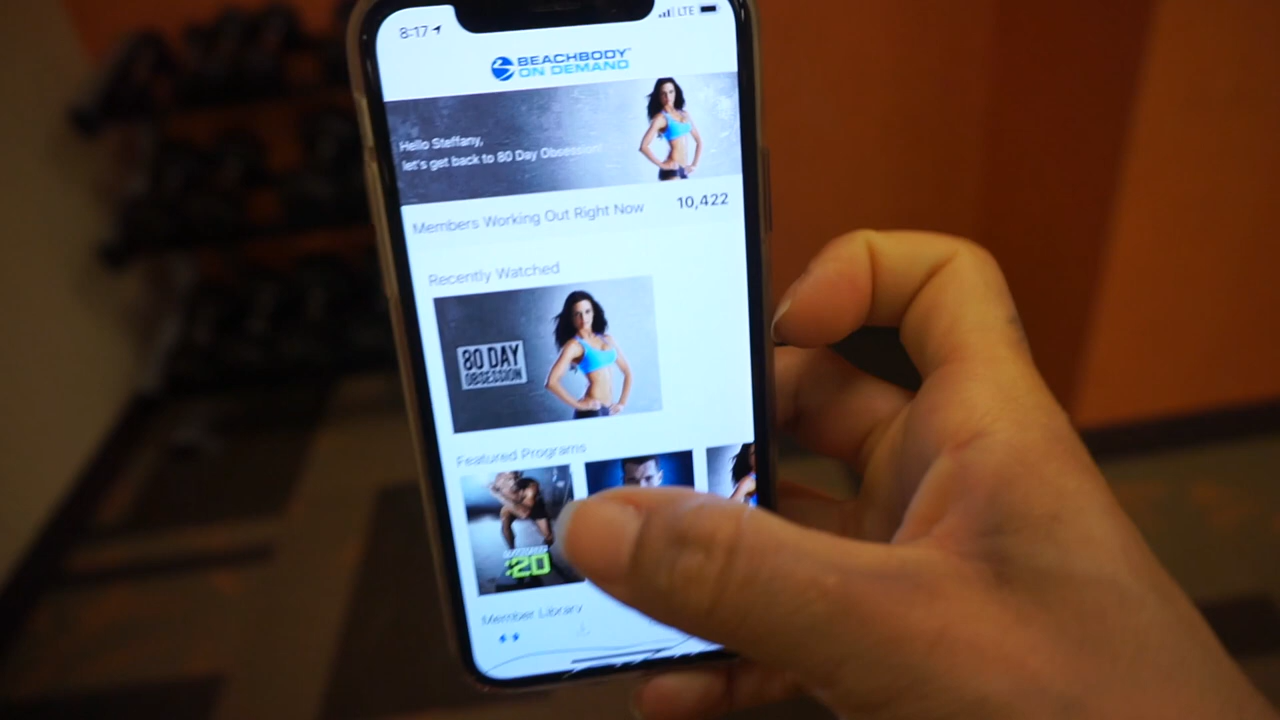 8:17
LTE
BEACHBODY
ON DEMAND
Hello Steffany,
let's get back to 80 Day Obsession!
Members Working Out Right Now 10,422
Recently Watched
80 DAY
OBSESSION
Featured Programs
:20
Member Library